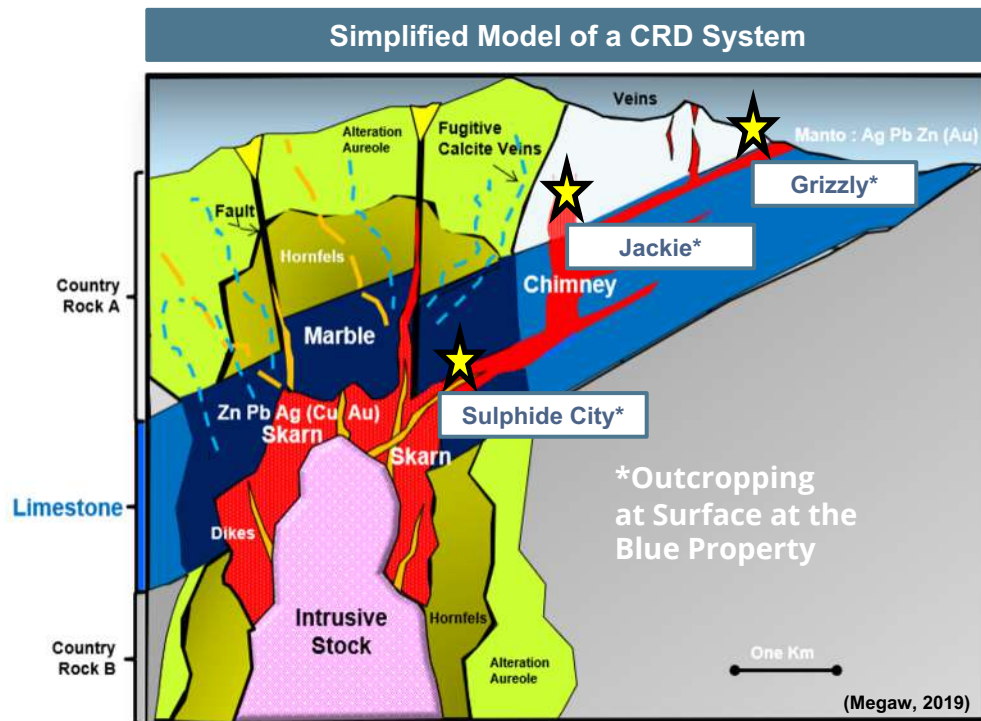 Simplified Model of a CRD System
Veins
Alteration
Aureole
Fugitive
Calcite Veins
Manto : Ag Pb Zn (Au)
Grizzly*
Fault
Jackie*
Hornfels
Country
Rock A
Chimney
Marble
Zn Pb Ag (Cu Au)
Skarn
Sulphide City*
Skarn
*Outcropping
at Surface at the
Blue Property
Limestone
Dikes
Intrusive
Stock
Hornfels
Country
Rock B
Alteration
Aureole
One Km
(Megaw, 2019)